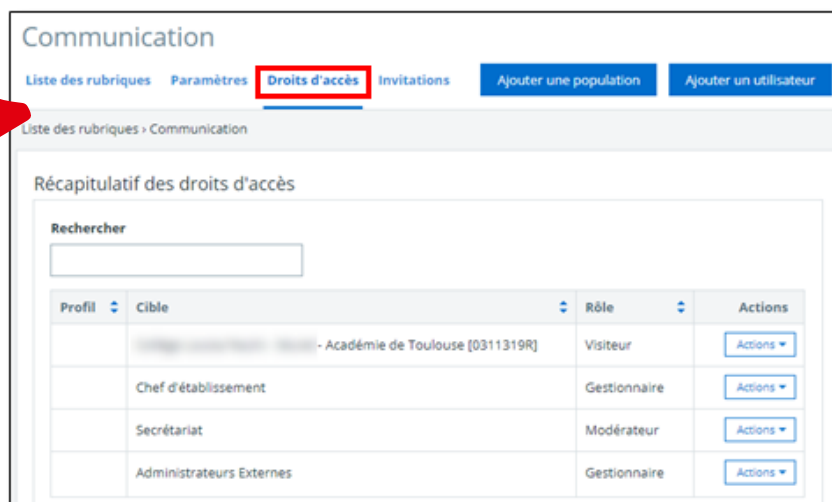 Communication
Liste des rubriques Paramètres Droits d'accès Invitations Ajouter une population Ajouter un utilisateur
Liste des rubriques › Communication
Récapitulatif des droits d'accès
Rechercher
Profil Cible Rôle Actions
- Académie de Toulouse [0311319R] Visiteur Actions
Chef d'établissement Gestionnaire Actions
Secrétariat Modérateur Actions
Administrateurs Externes Gestionnaire Actions